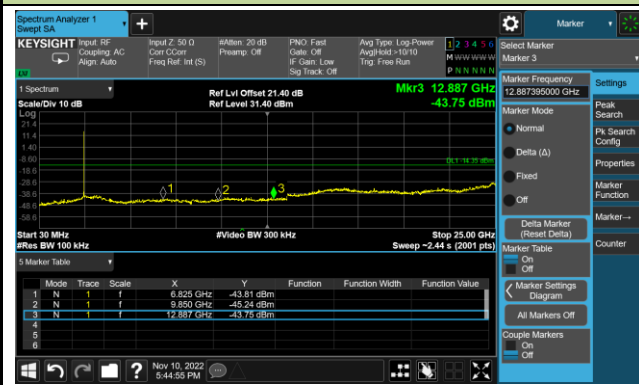 Spectrum Analyzer 1
Swept SA
+
Marker
KEYSIGHT
Input: RF
Coupling: AC
Align: Auto
Input Z: 50 Ω
Corr CCorr
Freq Ref: Int (S)
#Atten: 20 dB
Preamp: Off
PNO: Fast
Gate: Off
IF Gain: Low
Sig Track: Off
Avg Type: Log-Power
Avg|Hold:>10/10
Trig: Free Run
1 2 3 4 5 6
M W W W W W
P N N N N N
LXI
Select Marker
Marker 3
1 Spectrum
Scale/Div 10 dB
Ref Lvl Offset 21.40 dB
Ref Level 31.40 dBm
Mkr3 12.887 GHz
-43.75 dBm
Log
21.4
11.4
1.40
-8.60
-18.6
-28.6
-38.6
-48.6
-58.6
DL1 -14.35 dBm
1
2
3
Start 30 MHz
#Video BW 300 kHz
Stop 25.00 GHz
#Res BW 100 kHz
Sweep ~2.44 s (2001 pts)
5 Marker Table
Mode Trace Scale X Y Function Function Width Function Value
1 N 1 f 6.825 GHz -43.81 dBm
2 N 1 f 9.850 GHz -45.24 dBm
3 N 1 f 12.887 GHz -43.75 dBm
4
5
6
Marker Frequency
12.887395000 GHz
Marker Mode
Normal
Delta (Δ)
Fixed
Off
Delta Marker
(Reset Delta)
Marker Table
On
Off
Marker Settings
Diagram
All Markers Off
Couple Markers
On
Off
Settings
Peak
Search
Pk Search
Config
Properties
Marker
Function
Marker→
Counter
?
Nov 10, 2022
5:44:55 PM